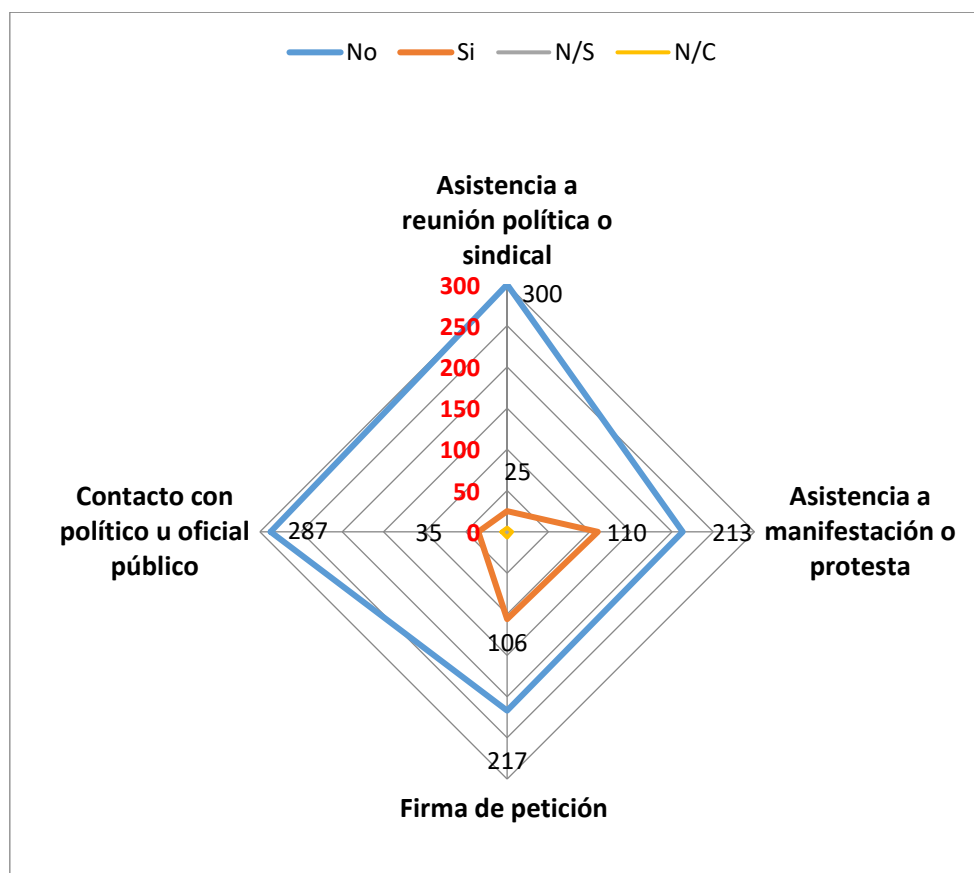 No Si N/S N/C
Asistencia a
reunión política o
sindical
300
300
250
200
150
100
25
50
0
Contacto con
político u oficial
público
287
35
110
213
Asistencia a
manifestación o
protesta
106
217
Firma de petición